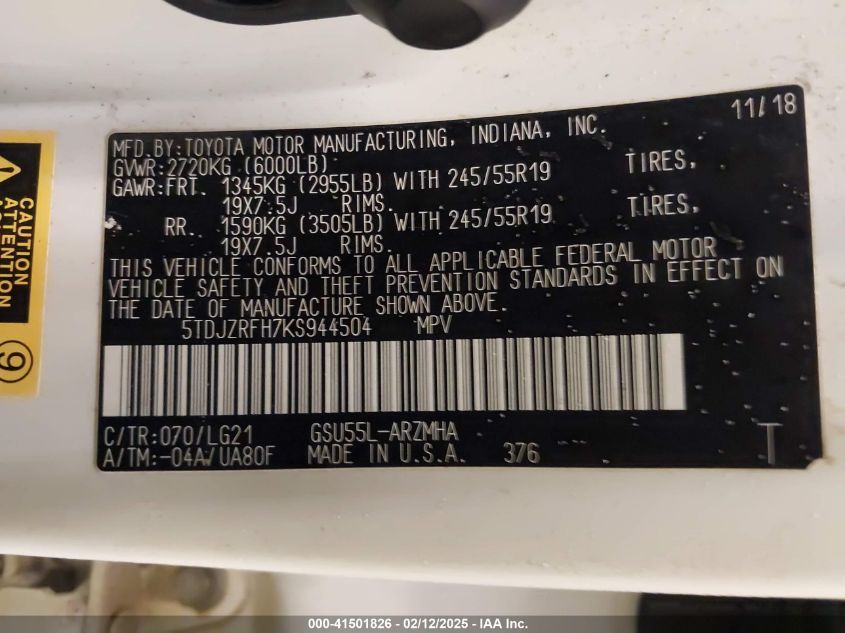 11/18
MFD. BY: TOYOTA MOTOR MANUFACTURING, INDIANA, INC.
GVWR: 2720KG (6000LB)
GAWR: FRT. 1345KG (2955LB) WITH 245/55R19 TIRES,
19X7.5J RIMS.
RR. 1590KG (3505LB) WITH 245/55R19 TIRES,
19X7.5J RIMS.
THIS VEHICLE CONFORMS TO ALL APPLICABLE FEDERAL MOTOR
VEHICLE SAFETY AND THEFT PREVENTION STANDARDS IN EFFECT ON
THE DATE OF MANUFACTURE SHOWN ABOVE.
5TDJZRFH7KS944504 MPV
C/TR: 070/LG21 GSU55L-ARZMHA
A/TM: -04A/UA80F MADE IN U.S.A. 376 T
CAUTION
ATTENTION
9
000-41501826 - 02/12/2025 - IAA Inc.